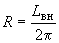 R = Lвн / 2π